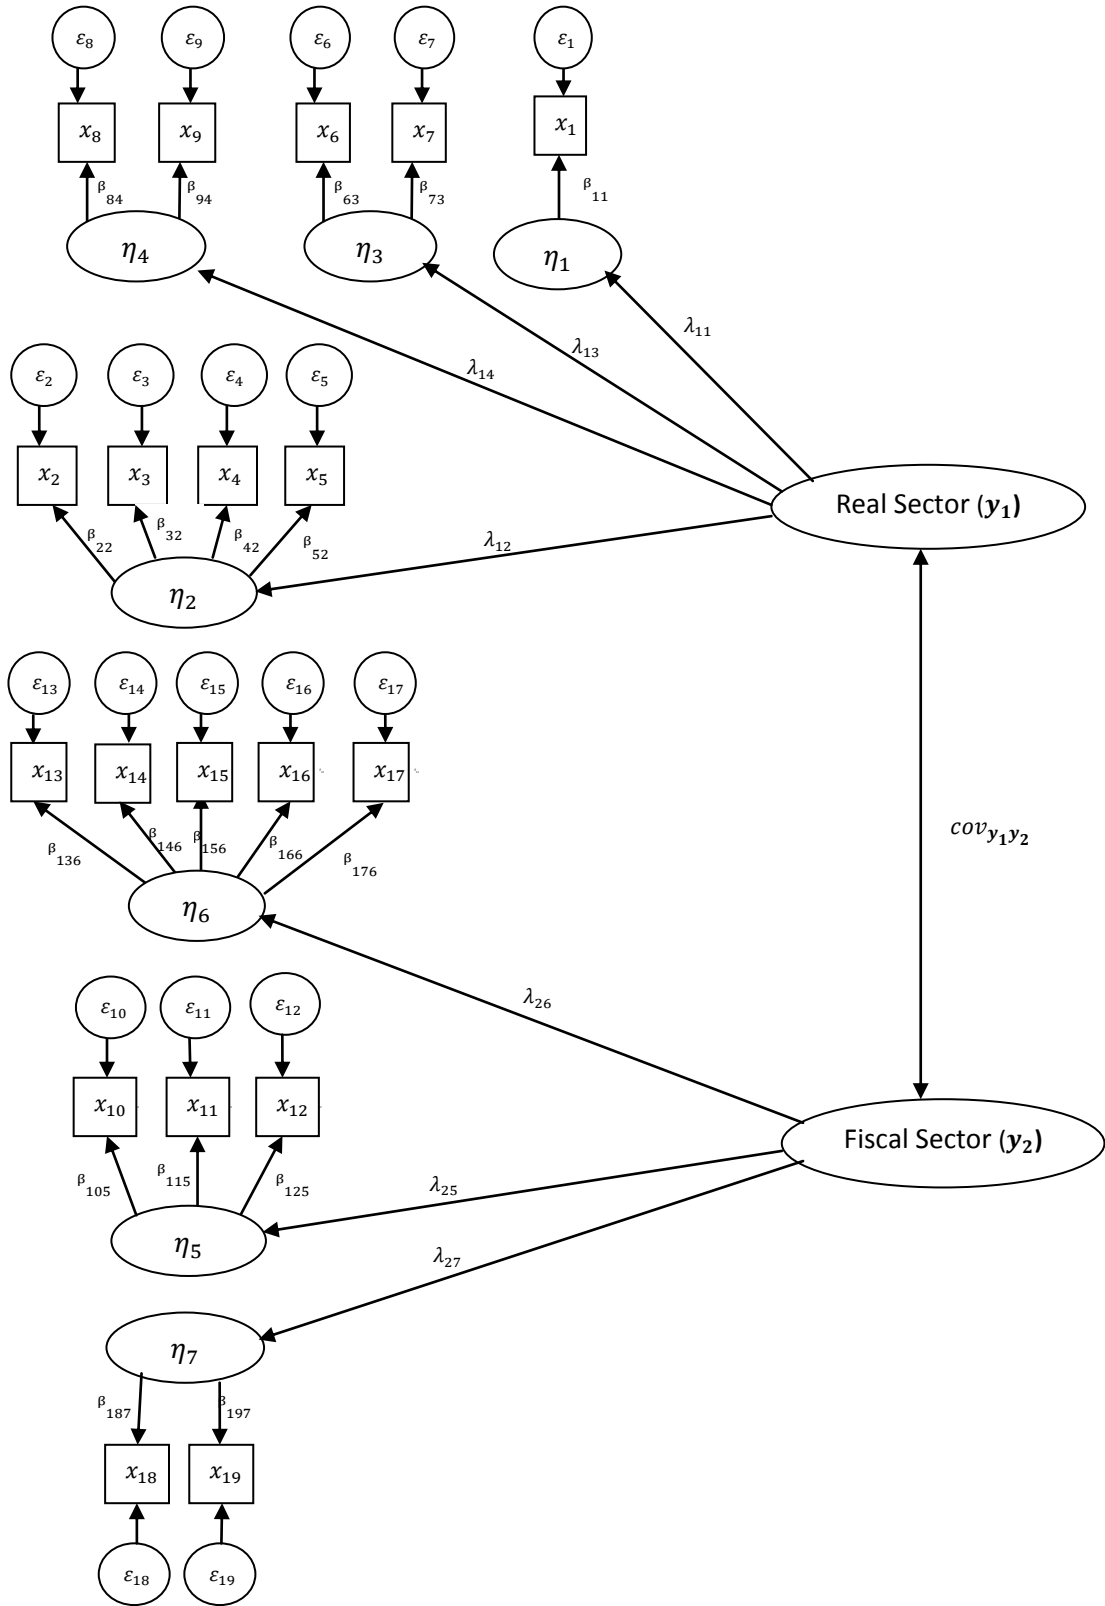 ε₈ ε₉ ε₆ ε₇ ε₁
x₈ x₉ x₆ x₇ x₁
β₈₄ β₉₄ β₆₃ β₇₃ β₁₁
η₄ η₃ η₁
λ₁₁
λ₁₃
λ₁₄
ε₂ ε₃ ε₄ ε₅
x₂ x₃ x₄ x₅
Real Sector (y₁)
β₂₂ β₃₂ β₄₂ β₅₂
λ₁₂
η₂
ε₁₃ ε₁₄ ε₁₅ ε₁₆ ε₁₇
x₁₃ x₁₄ x₁₅ x₁₆ x₁₇
β₁₃₆ β₁₄₆ β₁₅₆ β₁₆₆ β₁₇₆
cov y₁y₂
η₆
λ₂₆
ε₁₀ ε₁₁ ε₁₂
x₁₀ x₁₁ x₁₂
Fiscal Sector (y₂)
β₁₀₅ β₁₁₅ β₁₂₅
λ₂₅
η₅
λ₂₇
η₇
β₁₈₇ β₁₉₇
x₁₈ x₁₉
ε₁₈ ε₁₉